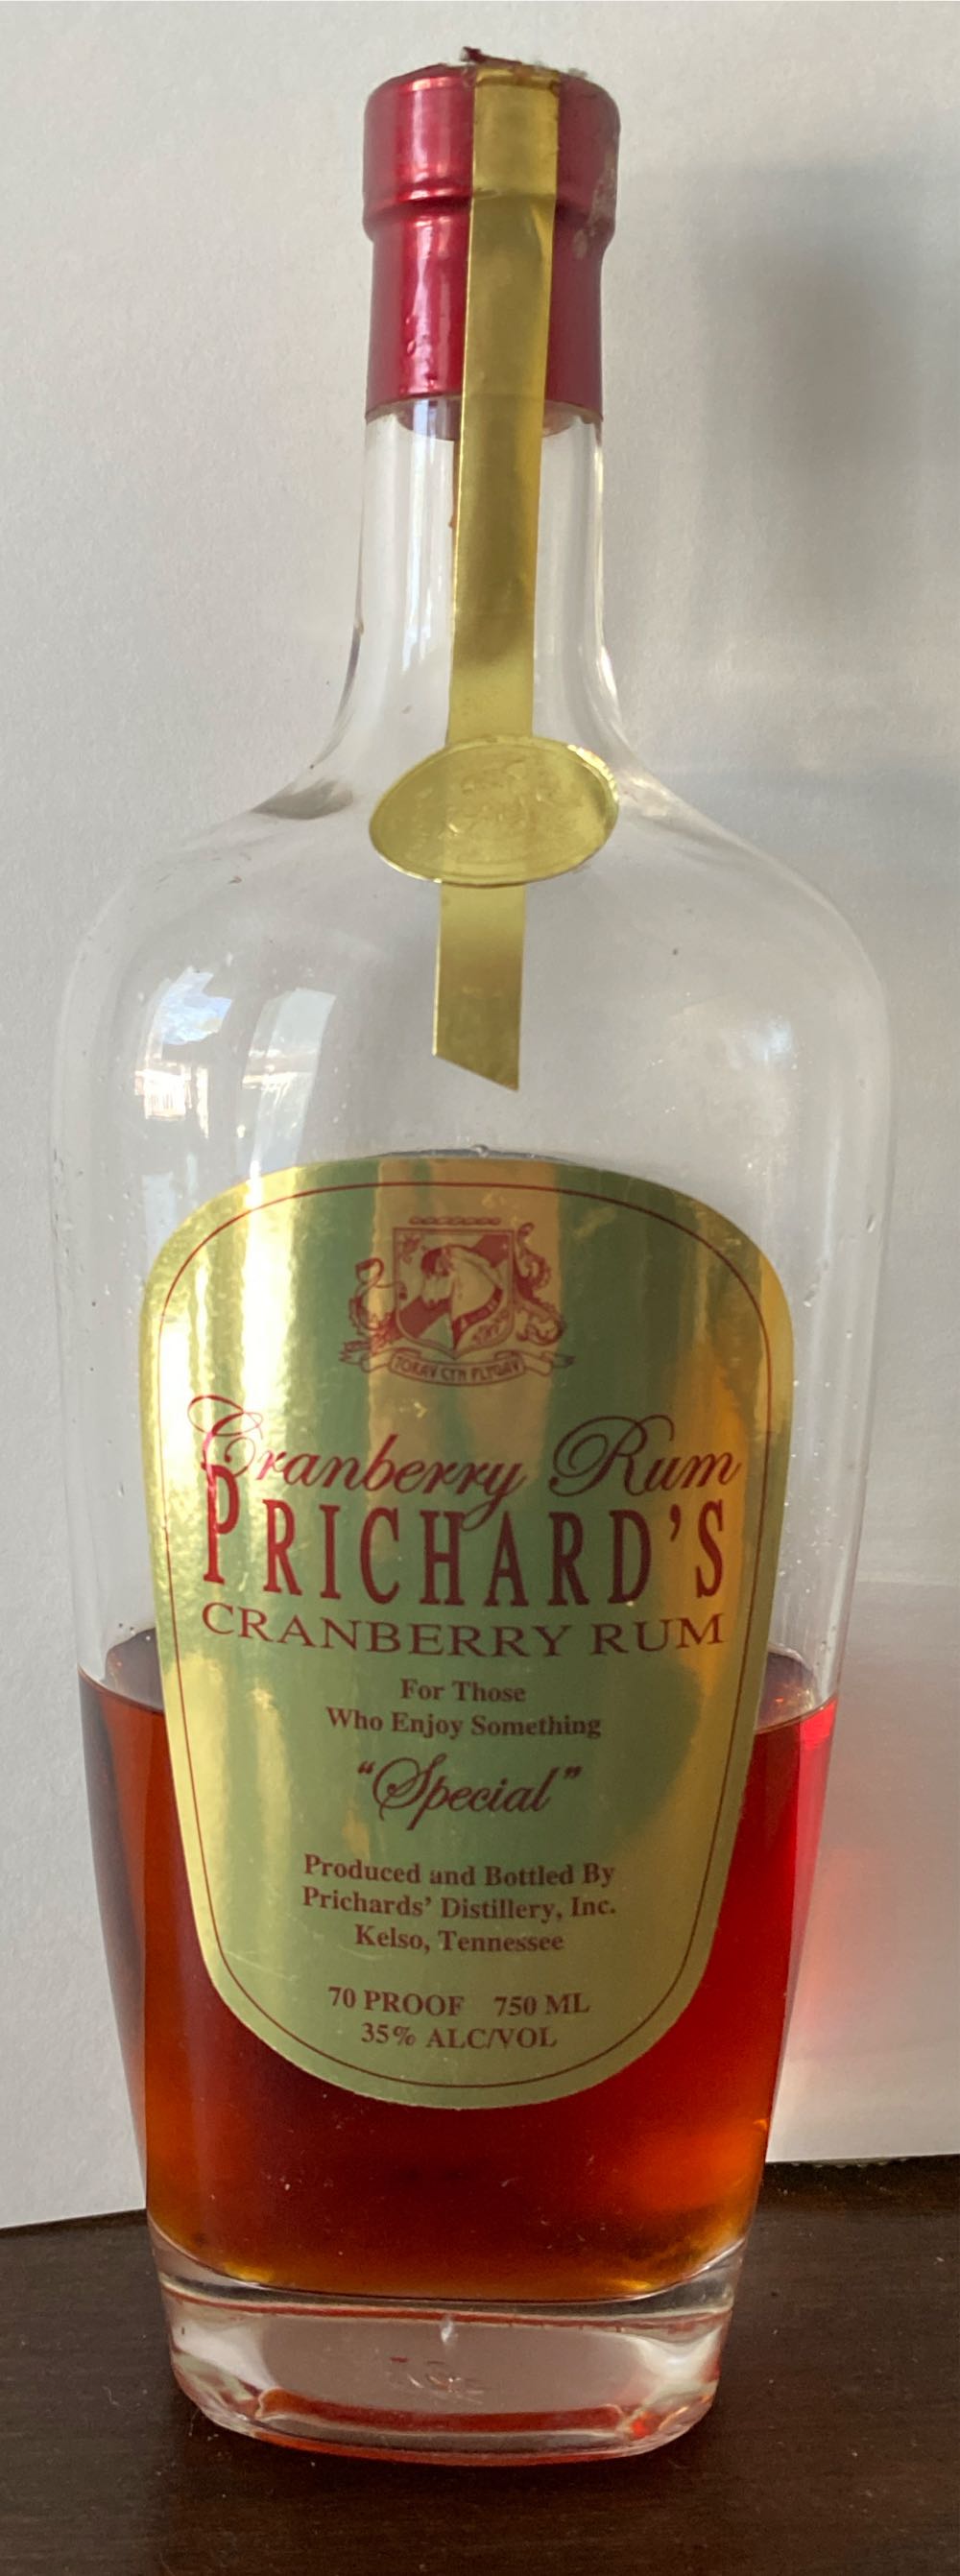 Cranberry Rum
PRICHARD'S
CRANBERRY RUM
For Those
Who Enjoy Something
“Special”
Produced and Bottled By
Prichards' Distillery, Inc.
Kelso, Tennessee
70 PROOF 750 ML
35% ALC/VOL